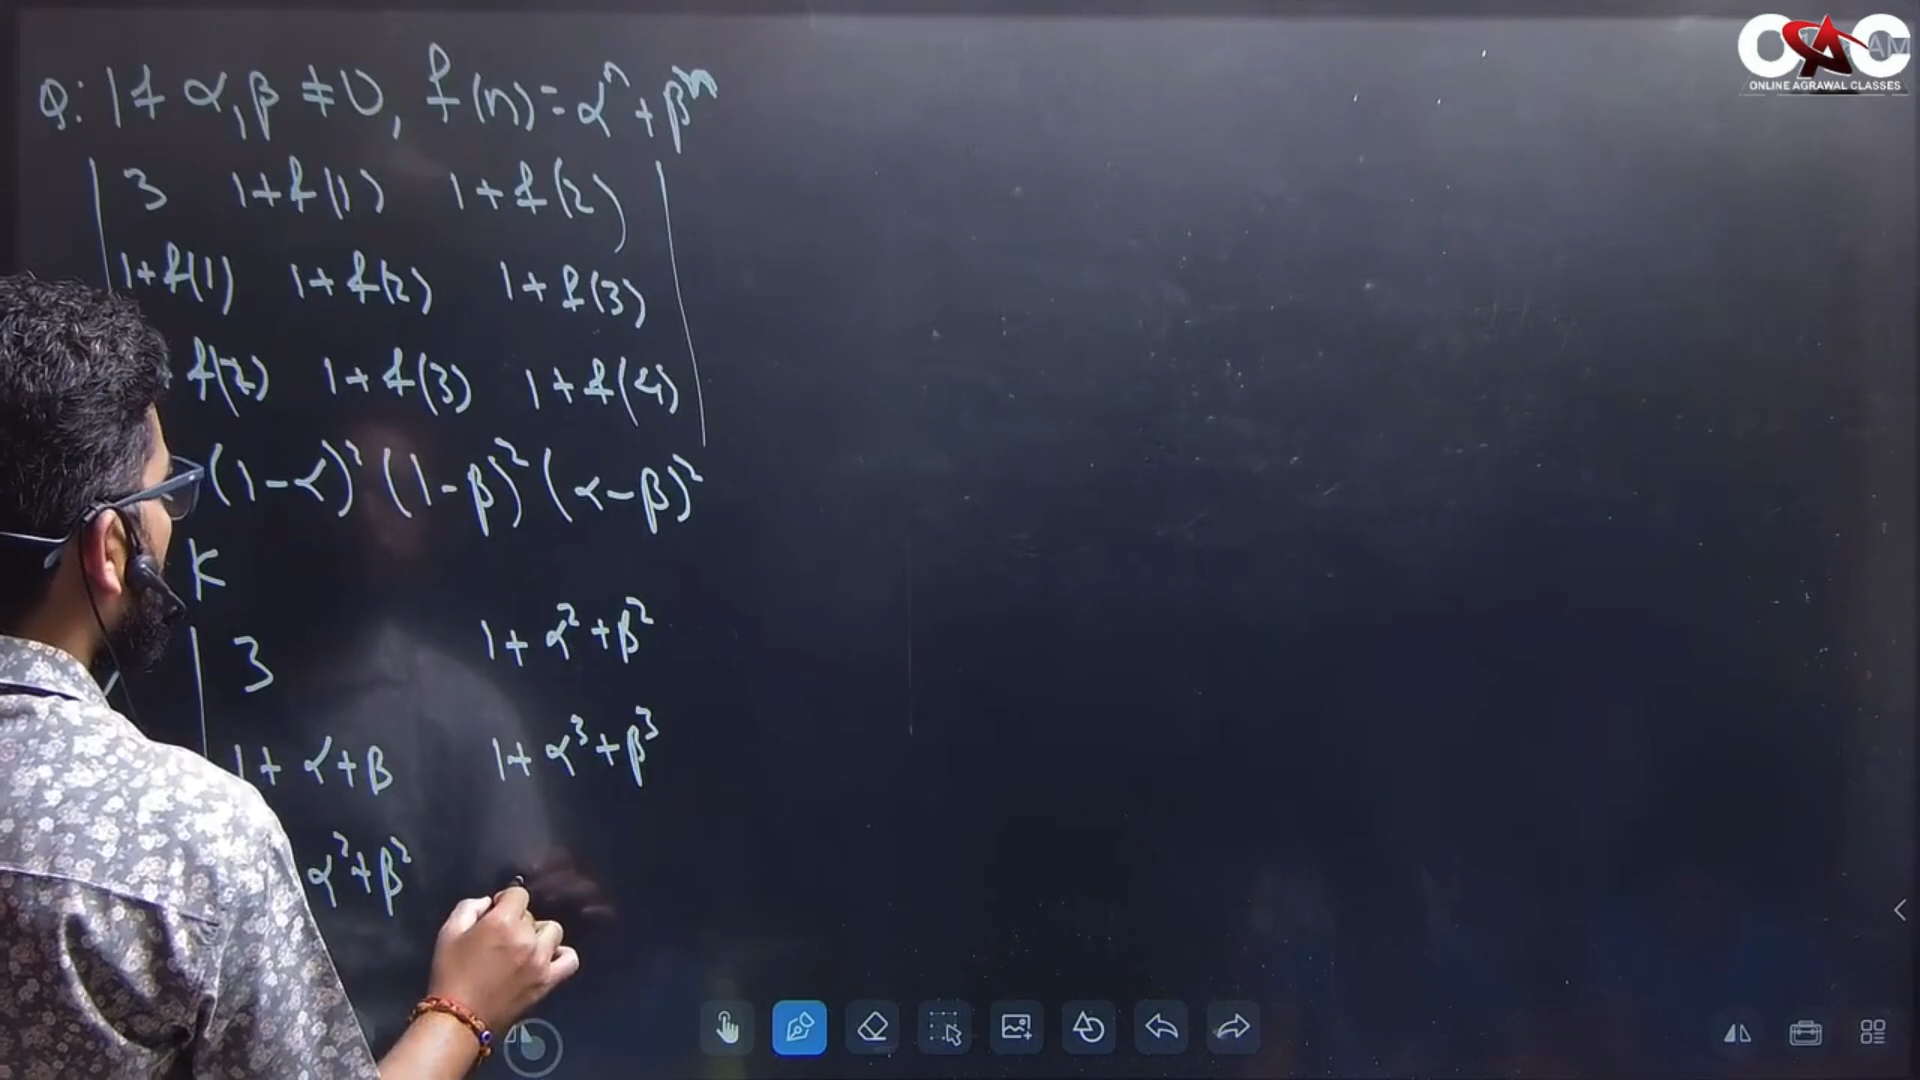 OAC
ONLINE AGRAWAL CLASSES
Q: If α, β ≠ 0, f(n) = αⁿ + βⁿ
| 3 1+f(1) 1+f(2) |
1+f(1) 1+f(2) 1+f(3)
f(2) 1+f(3) 1+f(4)
(1-α)² (1-β)² (α-β)²
K
| 3 1+α²+β²
1+α+β 1+α³+β³
α²+β²